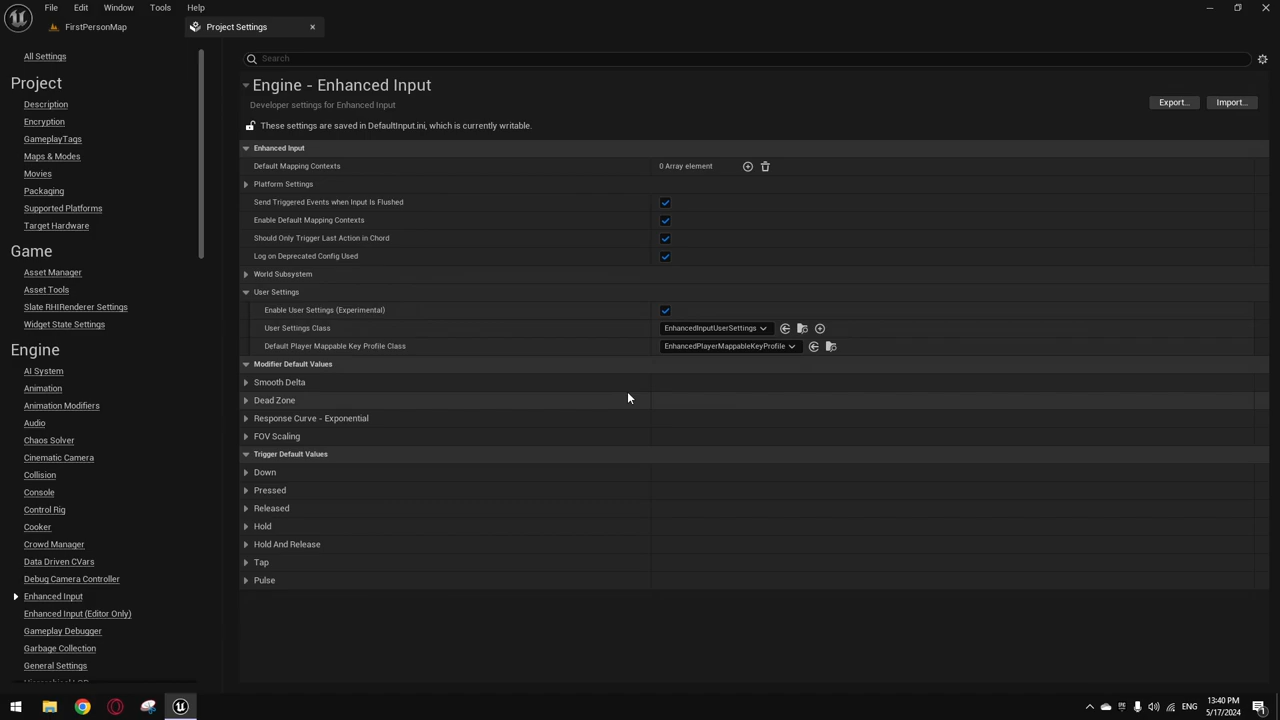 File Edit Window Tools Help
FirstPersonMap
Project Settings
All Settings
Project
Description
Encryption
GameplayTags
Maps & Modes
Movies
Packaging
Supported Platforms
Target Hardware
Game
Asset Manager
Asset Tools
Slate RHIRenderer Settings
Widget State Settings
Engine
AI System
Animation
Animation Modifiers
Audio
Chaos Solver
Cinematic Camera
Collision
Console
Control Rig
Cooker
Crowd Manager
Data Driven CVars
Debug Camera Controller
Enhanced Input
Enhanced Input (Editor Only)
Gameplay Debugger
Garbage Collection
General Settings
Search
Engine - Enhanced Input
Developer settings for Enhanced Input
Export...
Import...
These settings are saved in DefaultInput.ini, which is currently writable.
Enhanced Input
Default Mapping Contexts 0 Array element
Platform Settings
Send Triggered Events when Input Is Flushed
Enable Default Mapping Contexts
Should Only Trigger Last Action in Chord
Log on Deprecated Config Used
World Subsystem
User Settings
Enable User Settings (Experimental)
User Settings Class EnhancedInputUserSettings
Default Player Mappable Key Profile Class EnhancedPlayerMappableKeyProfile
Modifier Default Values
Smooth Delta
Dead Zone
Response Curve - Exponential
FOV Scaling
Trigger Default Values
Down
Pressed
Released
Hold
Hold And Release
Tap
Pulse
ENG
13:40 PM
5/17/2024